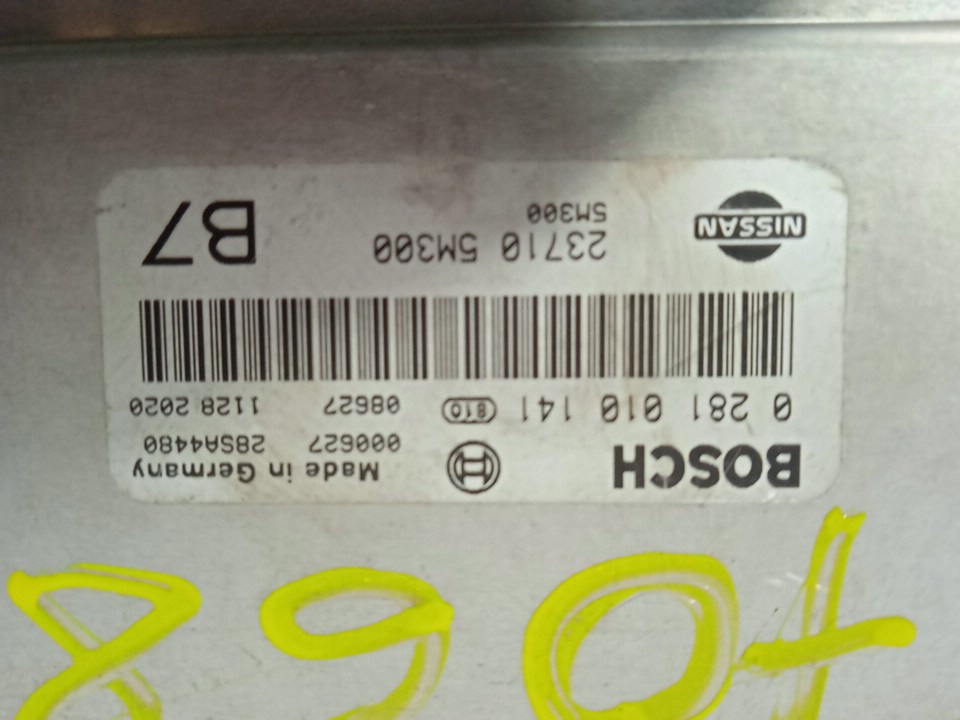 BOSCH Made in Germany
000627 28SA4480
0 281 010 141 810 08627 1128 2020
NISSAN 23710 5M300 B7
5M300